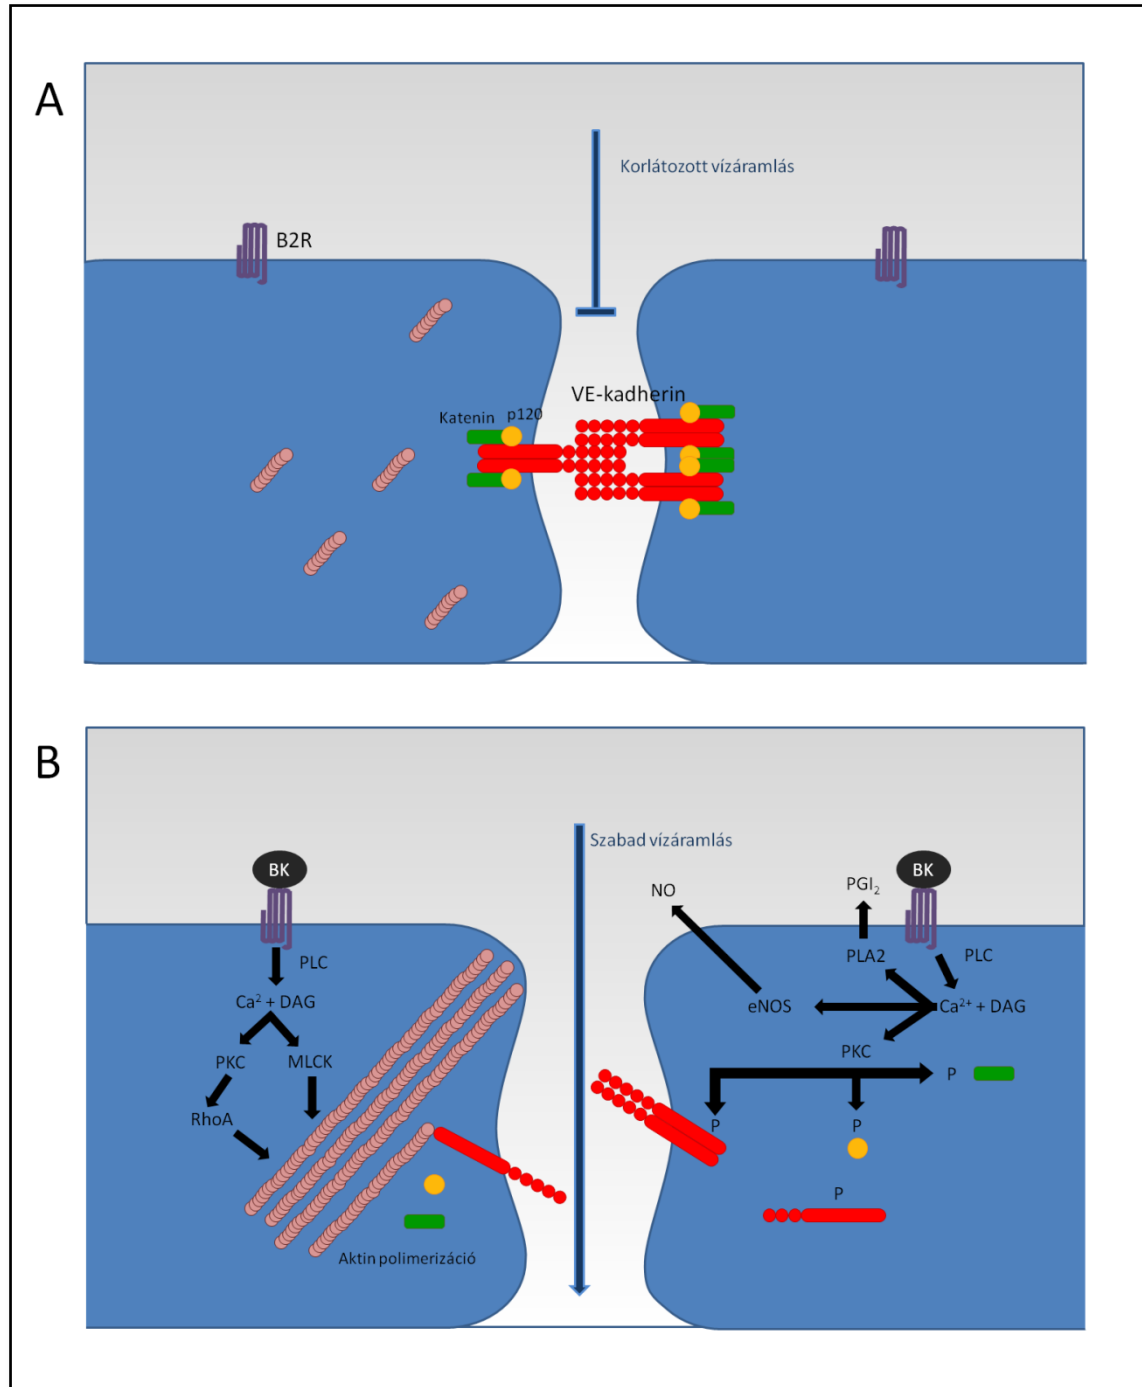 A
Korlátozott vízáramlás
B2R
VE-kadherin
Katenin
p120
B
Szabad vízáramlás
BK
PLC
Ca² + DAG
PKC
MLCK
RhoA
Aktin polimerizáció
NO
PGI₂
BK
PLA2
PLC
eNOS
Ca²⁺ + DAG
PKC
P
P
P
P